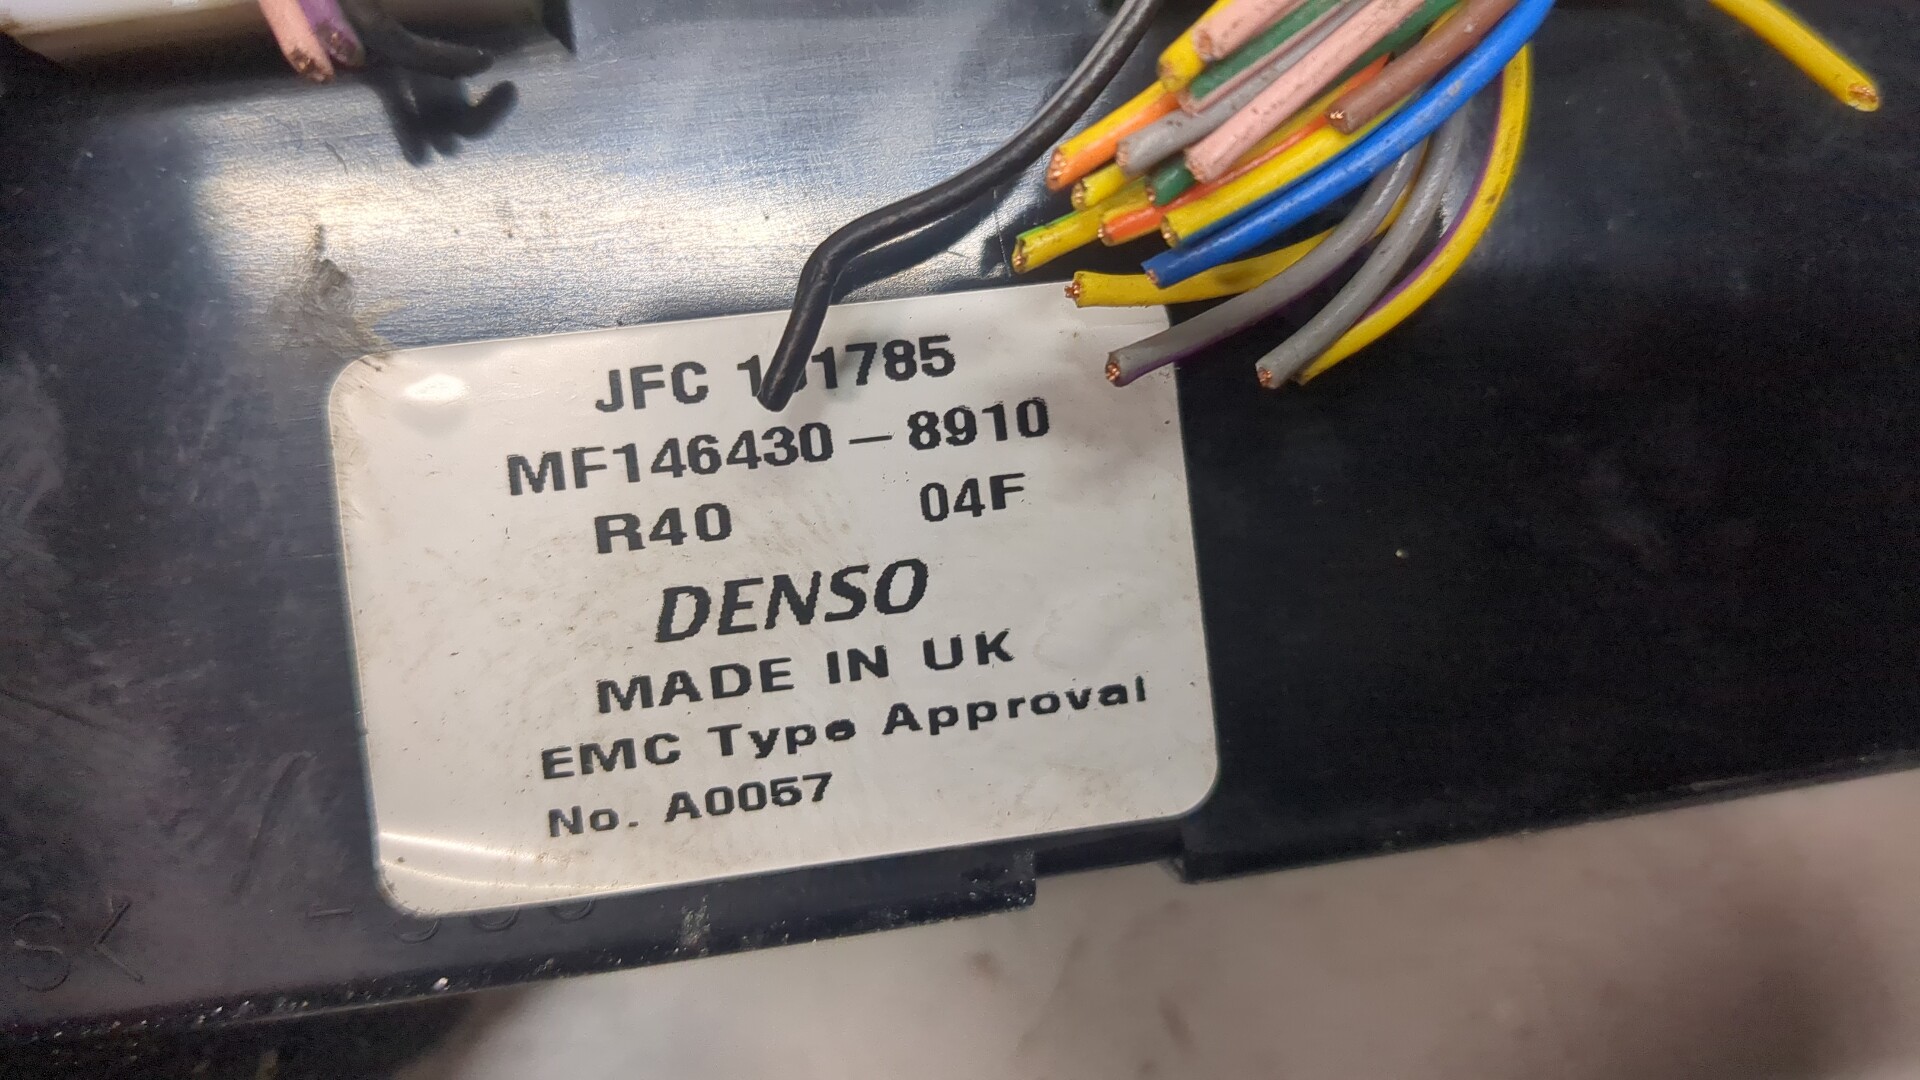 JFC
MF146430-8910
R40 04F
DENSO
MADE IN UK
EMC Type Approval
No. A0057